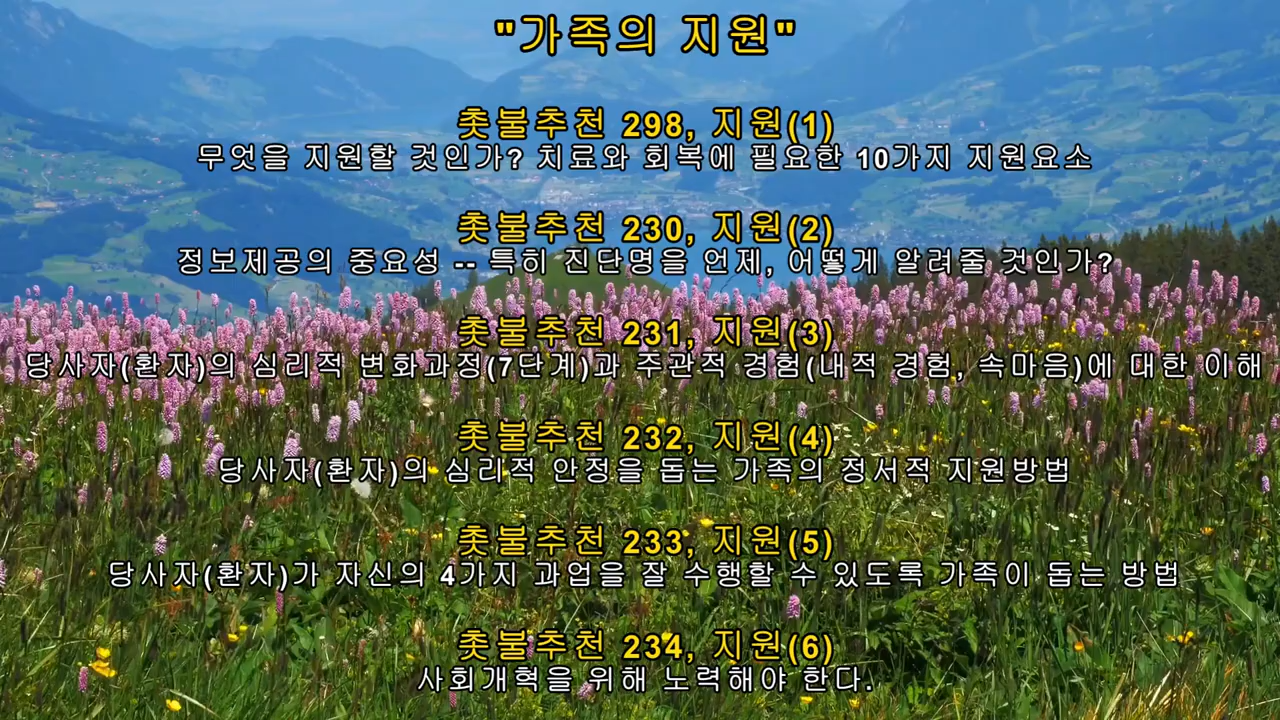 "가족의 지원"
촛불추천 298, 지원(1)
무엇을 지원할 것인가? 치료와 회복에 필요한 10가지 지원요소
촛불추천 230, 지원(2)
정보제공의 중요성 -- 특히 진단명을 언제, 어떻게 알려줄 것인가?
촛불추천 231, 지원(3)
당사자(환자)의 심리적 변화과정(7단계)과 주관적 경험(내적 경험, 속마음)에 대한 이해
촛불추천 232, 지원(4)
당사자(환자)의 심리적 안정을 돕는 가족의 정서적 지원방법
촛불추천 233, 지원(5)
당사자(환자)가 자신의 4가지 과업을 잘 수행할 수 있도록 가족이 돕는 방법
촛불추천 234, 지원(6)
사회개혁을 위해 노력해야 한다.